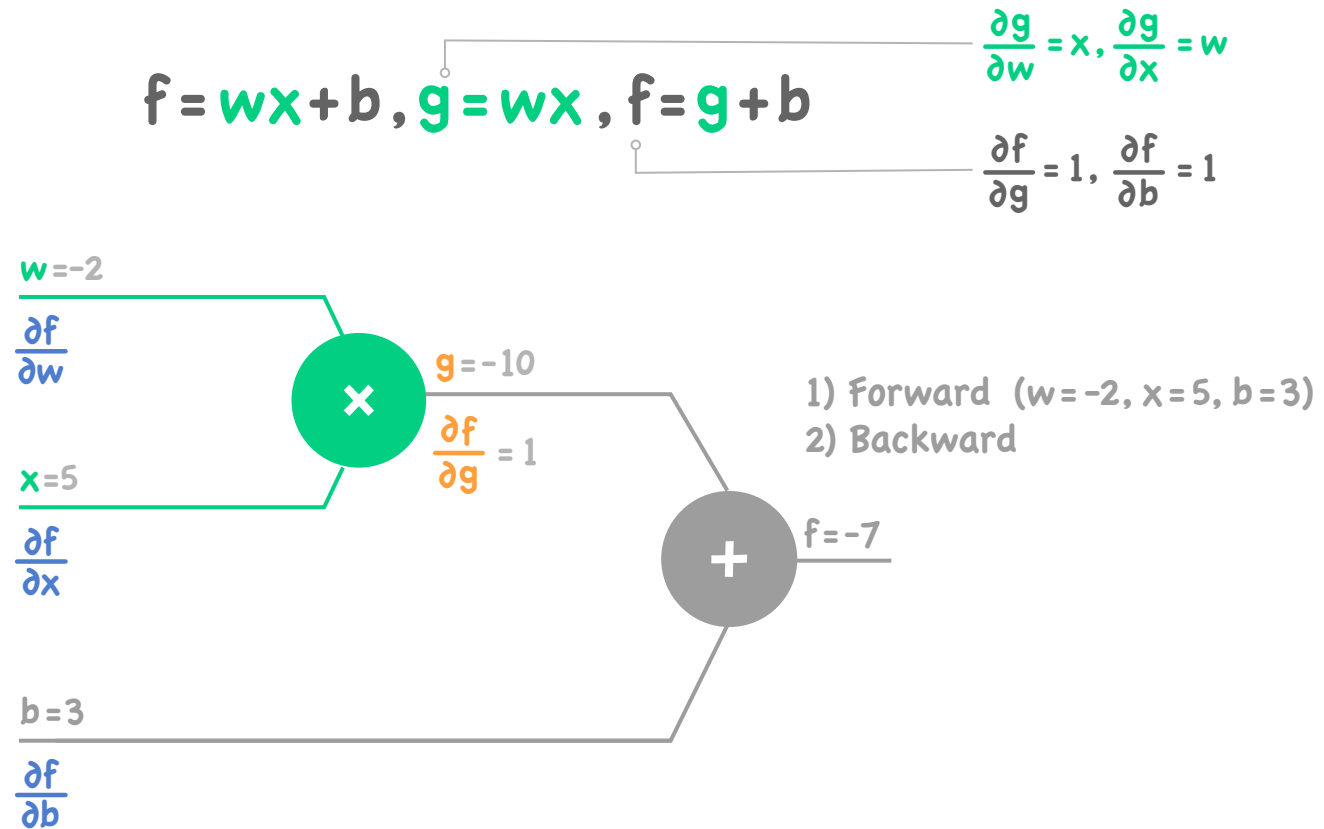 ∂g/∂w = x, ∂g/∂x = w
f = wx + b, g = wx, f = g + b
∂f/∂g = 1, ∂f/∂b = 1
w = -2
∂f/∂w
×
g = -10
∂f/∂g = 1
1) Forward (w = -2, x = 5, b = 3)
2) Backward
x = 5
∂f/∂x
f = -7
+
b = 3
∂f/∂b